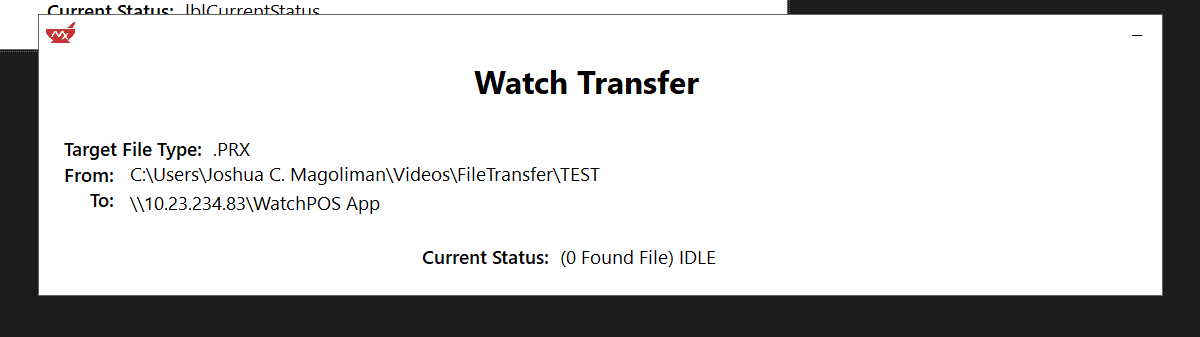 Current Status: lblCurrentStatus
Watch Transfer
Target File Type: .PRX
From: C:\Users\Joshua C. Magoliman\Videos\FileTransfer\TEST
To: \\10.23.234.83\WatchPOS App
Current Status: (0 Found File) IDLE